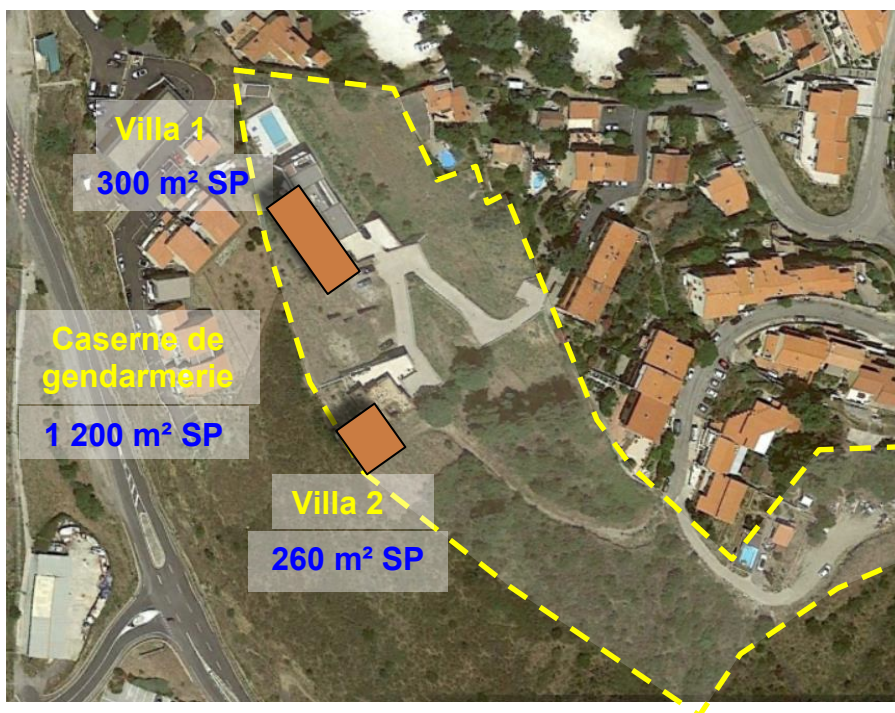 Villa 1
300 m² SP
Caserne de
gendarmerie
1 200 m² SP
Villa 2
260 m² SP